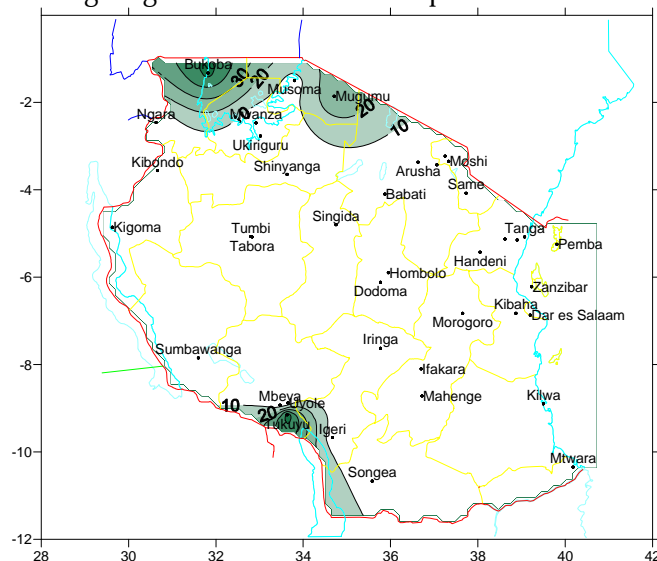 Bukoba
30
20
Musoma
Mugumu
20
-2
Ngara
Mwanza
10
Ukiriguru
Kibondo
Shinyanga
Moshi
Arusha
Same
-4
Babati
Kigoma
Singida
Tumbi
Tabora
Tanga
Pemba
Handeni
Hombolo
-6
Dodoma
Zanzibar
Kibaha
Morogoro
Dar es Salaam
Iringa
Sumbawanga
-8
Ifakara
Mbeya
Mahenge
Kilwa
10
20
Uyole
Tukuyu
Igeri
-10
Mtwara
Songea
-12
28
30
32
34
36
38
40
42